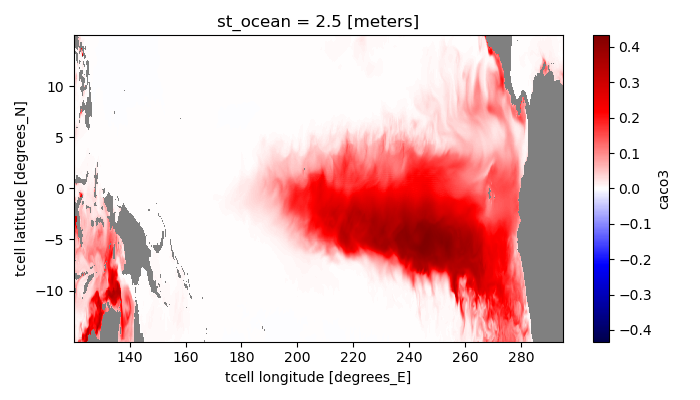 st_ocean = 2.5 [meters]
10
5
0
−5
−10
tcell latitude [degrees_N]
140 160 180 200 220 240 260 280
tcell longitude [degrees_E]
0.4
0.3
0.2
0.1
0.0
−0.1
−0.2
−0.3
−0.4
caco3